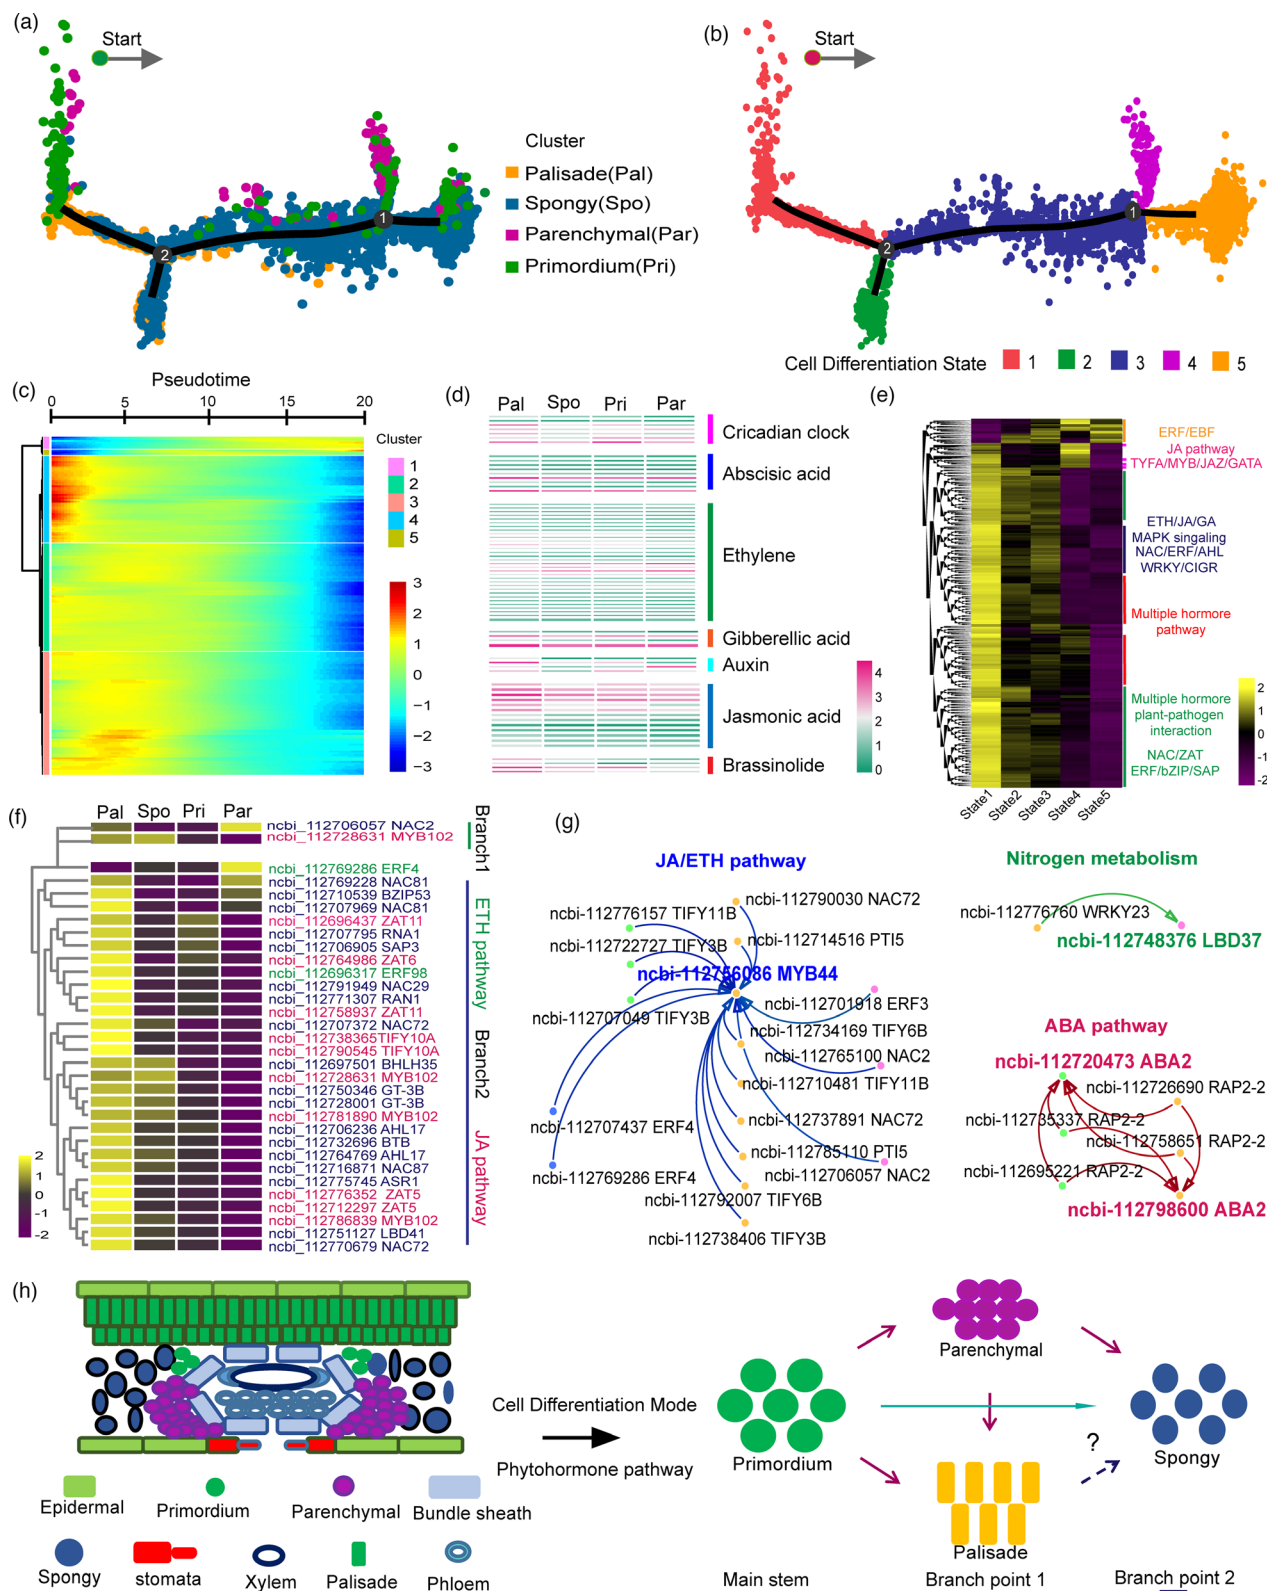 (a)
Start
Cluster
Palisade(Pal)
Spongy(Spo)
Parenchymal(Par)
Primordium(Pri)
1
2
(b)
Start
1
2
Cell Differentiation State
1
2
3
4
5
(c)
Pseudotime
0
5
10
15
20
Cluster
1
2
3
4
5
3
2
1
0
−1
−2
−3
(d)
Pal
Spo
Pri
Par
Cricadian clock
Abscisic acid
Ethylene
Gibberellic acid
Auxin
Jasmonic acid
Brassinolide
4
3
2
1
0
(e)
ERF/EBF
JA pathway
TYFA/MYB/JAZ/GATA
ETH/JA/GA
MAPK singaling
NAC/ERF/AHL
WRKY/CIGR
Multiple hormore
pathway
Multiple hormore
plant-pathogen
interaction
NAC/ZAT
ERF/bZIP/SAP
2
1
0
-1
-2
State1
State2
State3
State4
State5
(f)
Pal
Spo
Pri
Par
ncbi_112706057 NAC2
ncbi_112728631 MYB102
ncbi_112769286 ERF4
ncbi_112769228 NAC81
ncbi_112710539 BZIP53
ncbi_112707969 NAC81
ncbi_112696437 ZAT11
ncbi_112707795 RNA1
ncbi_112706905 SAP3
ncbi_112764986 ZAT6
ncbi_112696317 ERF98
ncbi_112791949 NAC29
ncbi_112771307 RAN1
ncbi_112758937 ZAT11
ncbi_112707372 NAC72
ncbi_112738365TIFY10A
ncbi_112790545 TIFY10A
ncbi_112697501 BHLH35
ncbi_112728631 MYB102
ncbi_112750346 GT-3B
ncbi_112728001 GT-3B
ncbi_112781890 MYB102
ncbi_112706236 AHL17
ncbi_112732696 BTB
ncbi_112764769 AHL17
ncbi_112716871 NAC87
ncbi_112775745 ASR1
ncbi_112776352 ZAT5
ncbi_112712297 ZAT5
ncbi_112786839 MYB102
ncbi_112751127 LBD41
ncbi_112770679 NAC72
Branch1
ETH pathway
Branch2
JA pathway
2
1
0
-1
-2
(g)
JA/ETH pathway
ncbi-112790030 NAC72
ncbi-112776157 TIFY11B
ncbi-112714516 PTI5
ncbi-112722727 TIFY3B
ncbi-112756086 MYB44
ncbi-112701918 ERF3
ncbi-112707049 TIFY3B
ncbi-112734169 TIFY6B
ncbi-112765100 NAC2
ncbi-112710481 TIFY11B
ncbi-112707437 ERF4
ncbi-112737891 NAC72
ncbi-112785110 PTI5
ncbi-112769286 ERF4
ncbi-112706057 NAC2
ncbi-112792007 TIFY6B
ncbi-112738406 TIFY3B
Nitrogen metabolism
ncbi-112776760 WRKY23
ncbi-112748376 LBD37
ABA pathway
ncbi-112720473 ABA2
ncbi-112726690 RAP2-2
ncbi-112735337 RAP2-2
ncbi-112758651 RAP2-2
ncbi-112695221 RAP2-2
ncbi-112798600 ABA2
(h)
Epidermal
Primordium
Parenchymal
Bundle sheath
Spongy
stomata
Xylem
Palisade
Phloem
Cell Differentiation Mode
Phytohormone pathway
Primordium
Parenchymal
Palisade
?
Spongy
Main stem
Branch point 1
Branch point 2